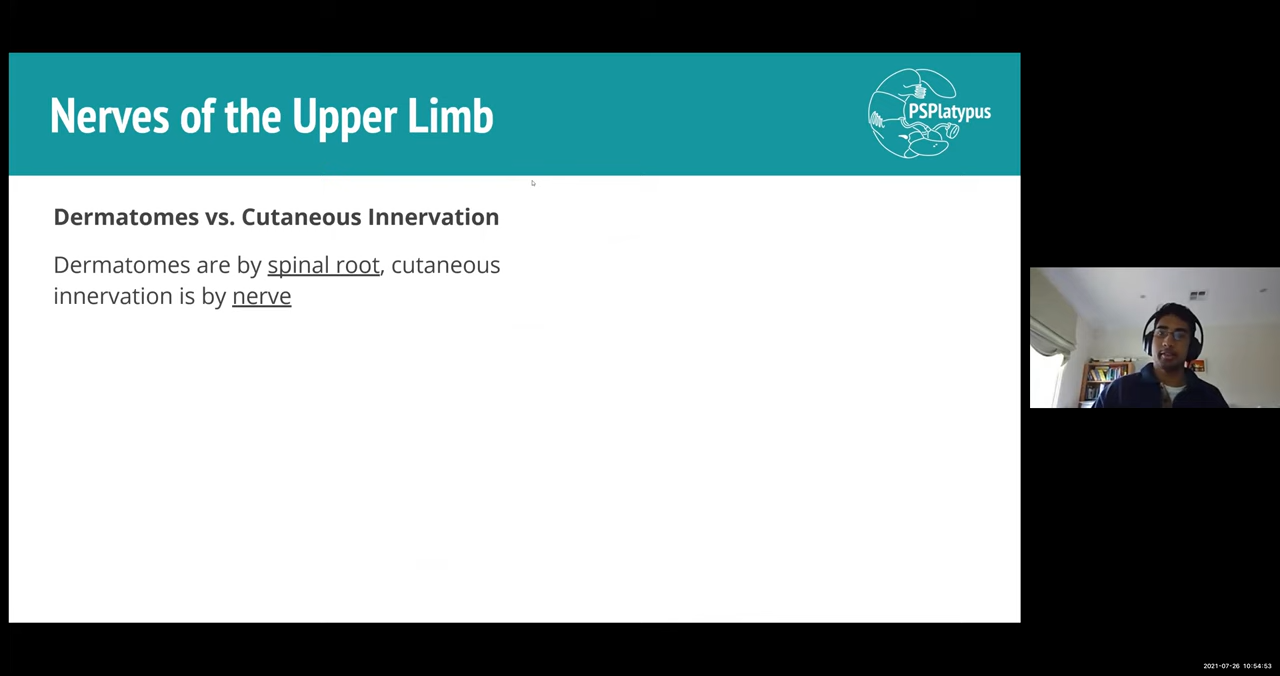 Nerves of the Upper Limb
PSPlatypus
Dermatomes vs. Cutaneous Innervation
Dermatomes are by spinal root, cutaneous
innervation is by nerve
2021-07-26 10:54:53